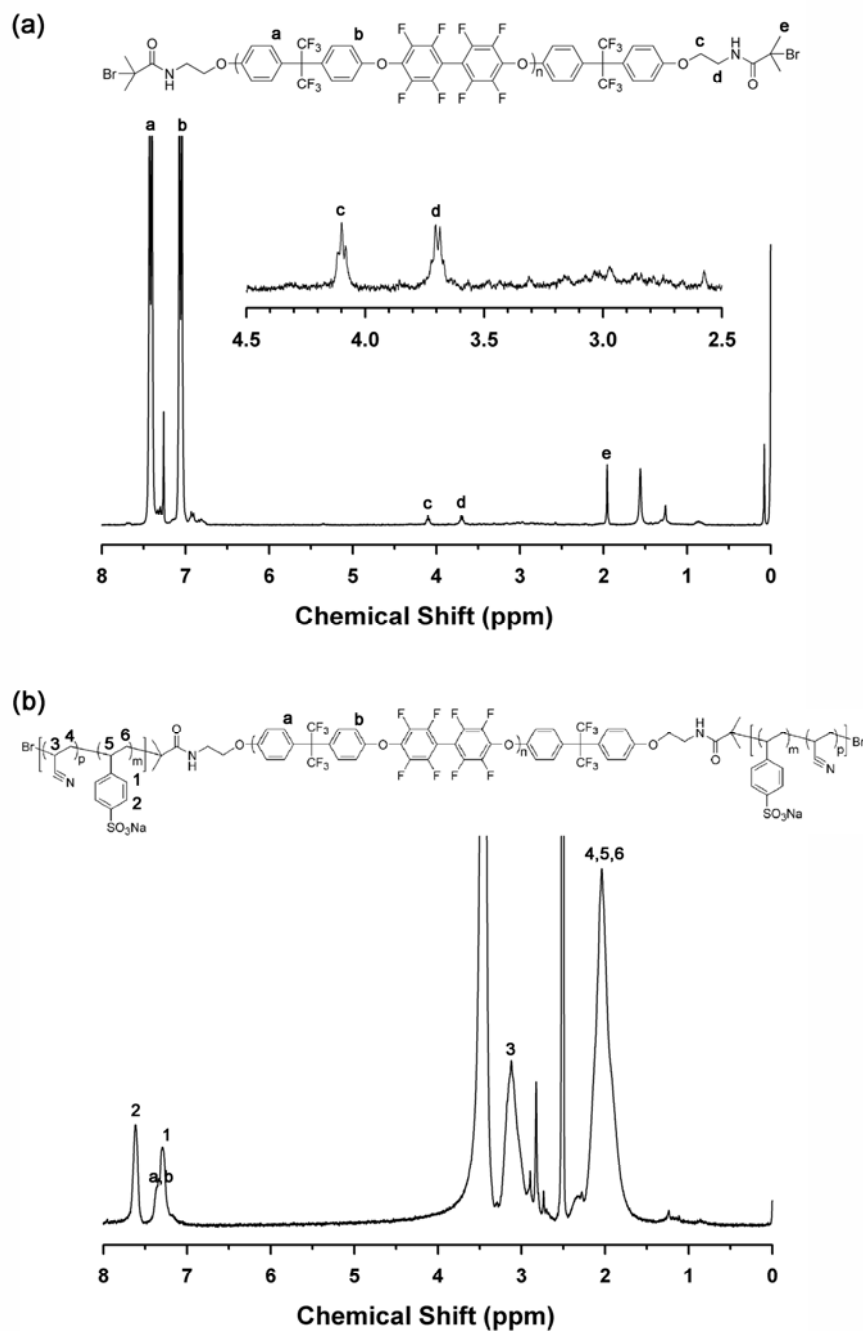 (a)
a b e
F F F F
CF3 CF3
O O
Br N H O O O n O N H Br
c d
CF3 CF3
F F F F
a b
c d
4.5 4.0 3.5 3.0 2.5
e
c d
8 7 6 5 4 3 2 1 0
Chemical Shift (ppm)
(b)
a b
F F F F
3 4 5 6 CF3 CF3
Br p m O N H O O O n O N H O m p Br
N 1 CF3 CF3 N
2 F F F F
SO3Na SO3Na
4,5,6
3
2 1
a b
8 7 6 5 4 3 2 1 0
Chemical Shift (ppm)